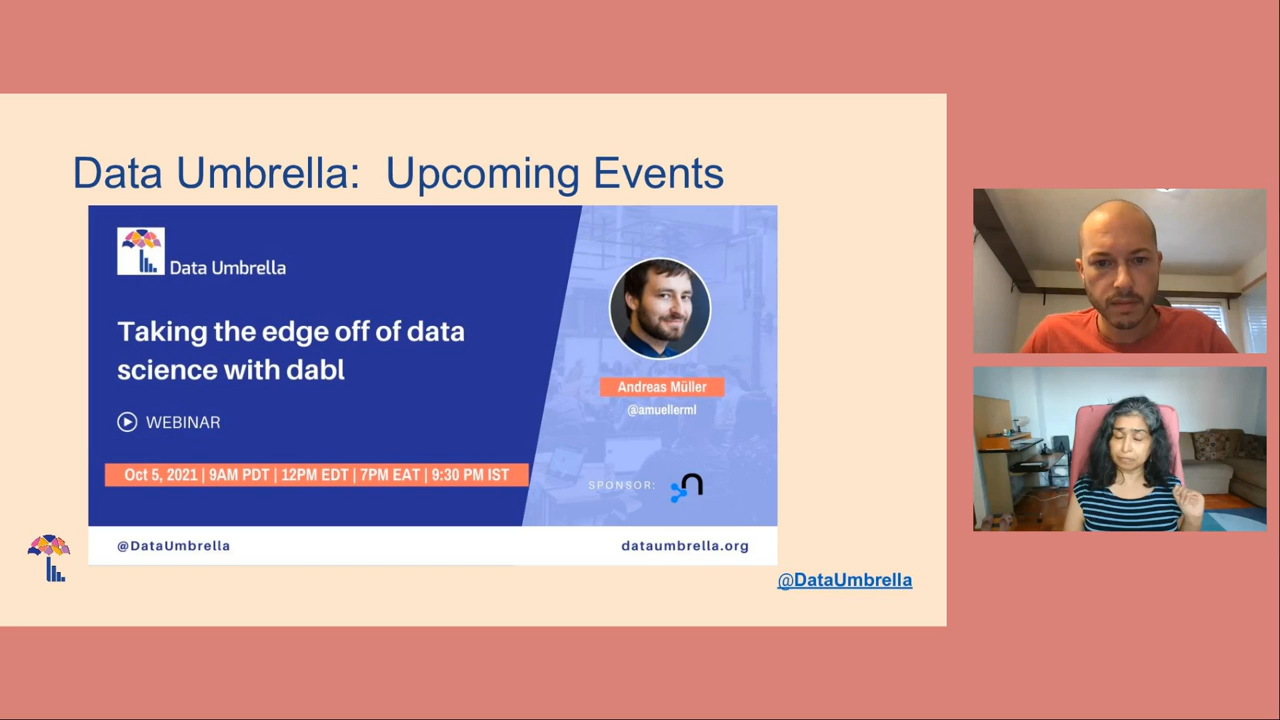 Data Umbrella: Upcoming Events
Data Umbrella
Taking the edge off of data
science with dabl
WEBINAR
Oct 5, 2021 | 9AM PDT | 12PM EDT | 7PM EAT | 9:30 PM IST
Andreas Müller
@amuellerml
SPONSOR:
@DataUmbrella
dataumbrella.org
@DataUmbrella